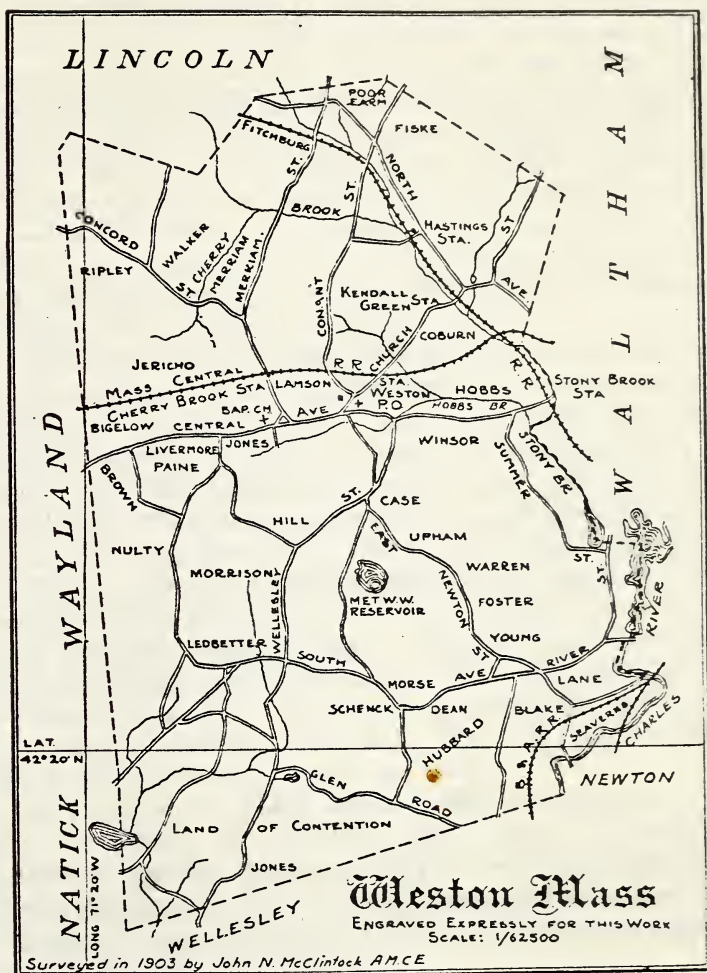 LINCOLN
WALTHAM
WAYLAND
NATICK
WELLESLEY
NEWTON
POOR FARM
FISKE
FITCHBURG
ST.
ST.
NORTH
BROOK
HASTINGS STA.
ST
AVE.
CONCORD
RIPLEY
WALKER
ST
CHERRY
MERRIAM
MERRIAM.
CONANT
KENDALL GREEN STA
CHURCH
COBURN
JERICHO
MASS CENTRAL
R.R
R.R
CHERRY BROOK STA
LAMSON
STA.
WESTON
P.O
HOBBS
HOBBS BR
STONY BROOK STA
BIGELOW
BAP. CH
CENTRAL
AVE
LIVERMORE
JONES
PAINE
WINSOR
BROWN
SUMMER
STONY BR
ST.
HILL
ST.
CASE
EAST
UPHAM
NULTY
MORRISON
MET W.W. RESERVOIR
WARREN
NEWTON
FOSTER
ST.
RIVER
WELLESLEY
YOUNG
ST
LEDBETTER
SOUTH
MORSE
AVE
RIVER
LANE
SCHENCK
DEAN
BLAKE
HUBBARD
B & A R R
SEAVERNS
CHARLES
LAT.
42°20'N
GLEN
ROAD
LAND OF CONTENTION
JONES
LONG 71°20'W
Weston Mass
ENGRAVED EXPRESSLY FOR THIS WORK
SCALE: 1/62500
Surveyed in 1903 by John N. McClintock A.M.C.E